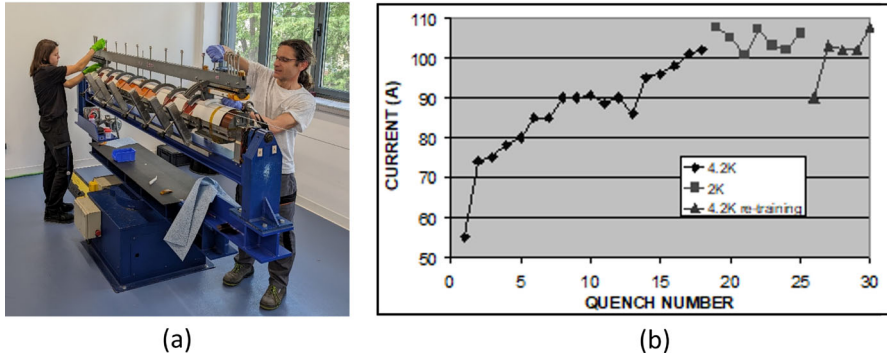 110
100
90
80
70
60
50
CURRENT (A)
4.2K
2K
4.2K re-training
0 5 10 15 20 25 30
QUENCH NUMBER
(a) (b)